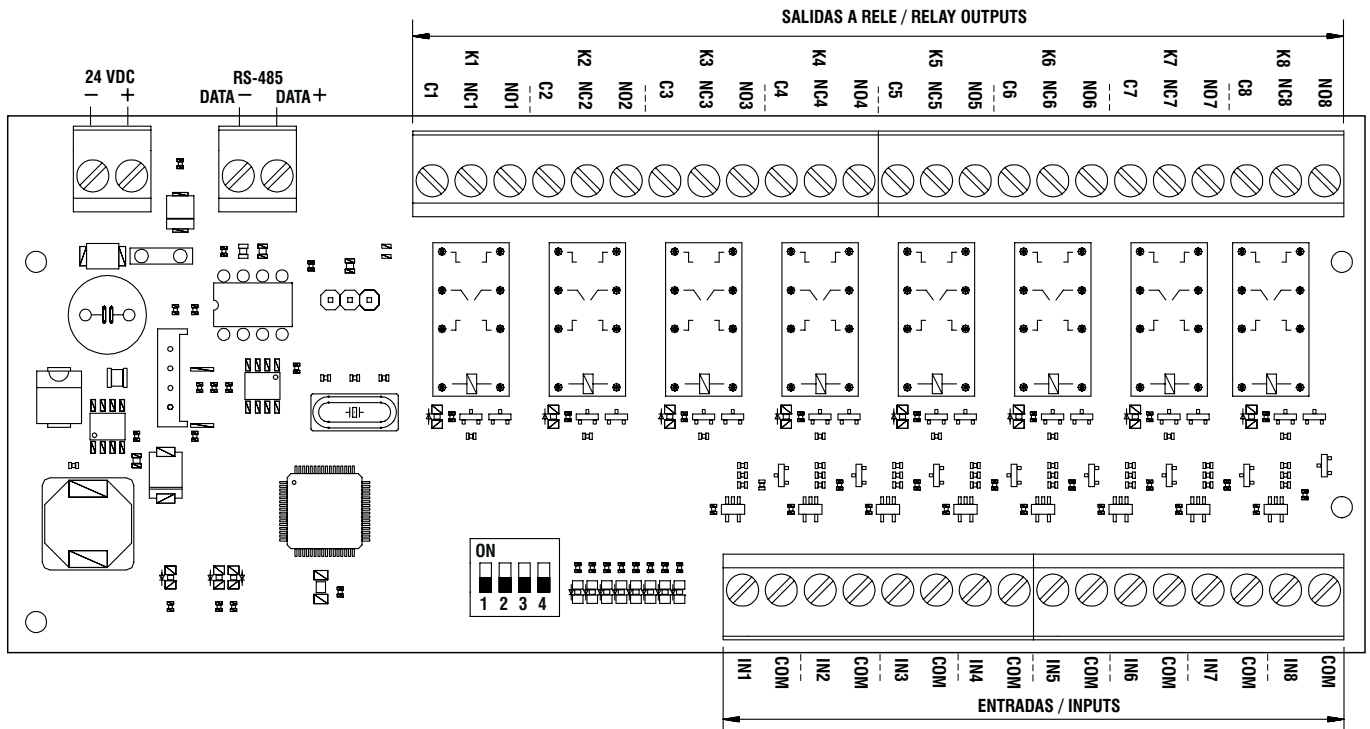 SALIDAS A RELE / RELAY OUTPUTS
K1 K2 K3 K4 K5 K6 K7 K8
24 VDC RS-485
− + DATA − DATA +
C1 NC1 NO1 C2 NC2 NO2 C3 NC3 NO3 C4 NC4 NO4 C5 NC5 NO5 C6 NC6 NO6 C7 NC7 NO7 C8 NC8 NO8
ON
1 2 3 4
IN1 COM IN2 COM IN3 COM IN4 COM IN5 COM IN6 COM IN7 COM IN8 COM
ENTRADAS / INPUTS